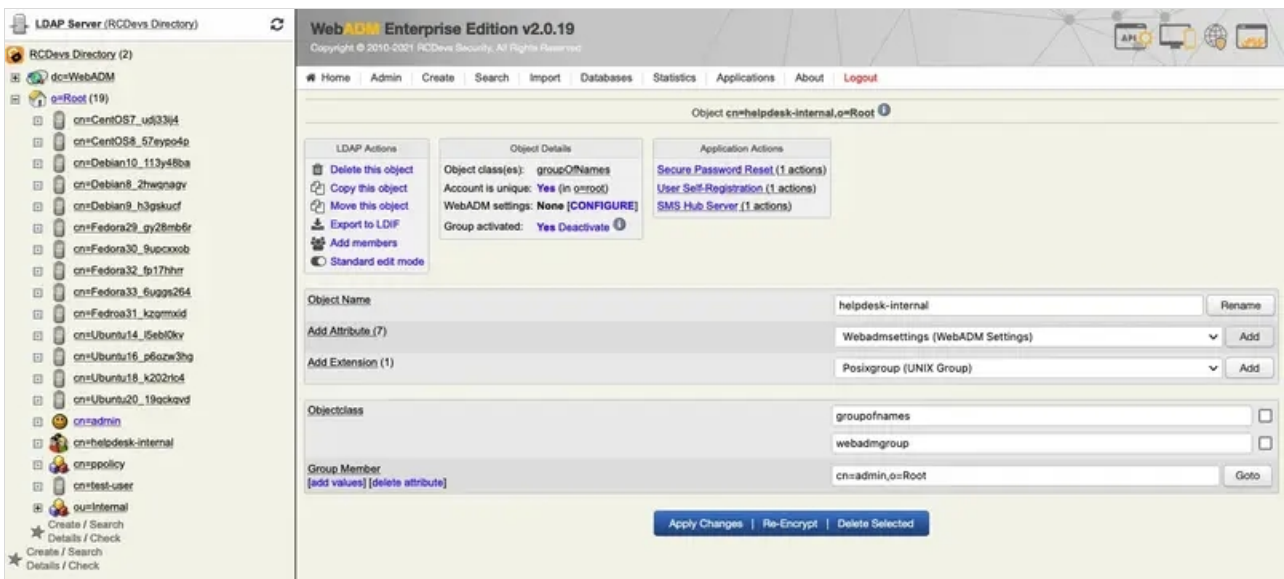 LDAP Server (RCDevs Directory)
RCDevs Directory (2)
dc=WebADM
o=Root (19)
cn=CentOS7_udj33ij4
cn=CentOS8_57eypo4p
cn=Debian10_113y48ba
cn=Debian8_2hwqnagv
cn=Debian9_h3gskucf
cn=Fedora29_gy28mb6r
cn=Fedora30_9upcxxob
cn=Fedora32_fp17hhrr
cn=Fedora33_6uggs264
cn=Fedroa31_kzqrmxid
cn=Ubuntu14_l5ebl0kv
cn=Ubuntu16_p6ozw3hg
cn=Ubuntu18_k202rlc4
cn=Ubuntu20_19qckqvd
cn=admin
cn=helpdesk-internal
cn=ppolicy
cn=test-user
ou=Internal
Create / Search
Details / Check
Create / Search
Details / Check
WebADM Enterprise Edition v2.0.19
Copyright © 2010-2021 RCDevs Security, All Rights Reserved
API
Home Admin Create Search Import Databases Statistics Applications About Logout
Object cn=helpdesk-internal,o=Root
LDAP Actions
Delete this object
Copy this object
Move this object
Export to LDIF
Add members
Standard edit mode
Object Details
Object class(es): groupOfNames
Account is unique: Yes (in o=root)
WebADM settings: None [CONFIGURE]
Group activated: Yes Deactivate
Application Actions
Secure Password Reset (1 actions)
User Self-Registration (1 actions)
SMS Hub Server (1 actions)
Object Name helpdesk-internal Rename
Add Attribute (7) Webadmsettings (WebADM Settings) Add
Add Extension (1) Posixgroup (UNIX Group) Add
Objectclass groupofnames
webadmgroup
Group Member cn=admin,o=Root Goto
[add values] [delete attribute]
Apply Changes | Re-Encrypt | Delete Selected